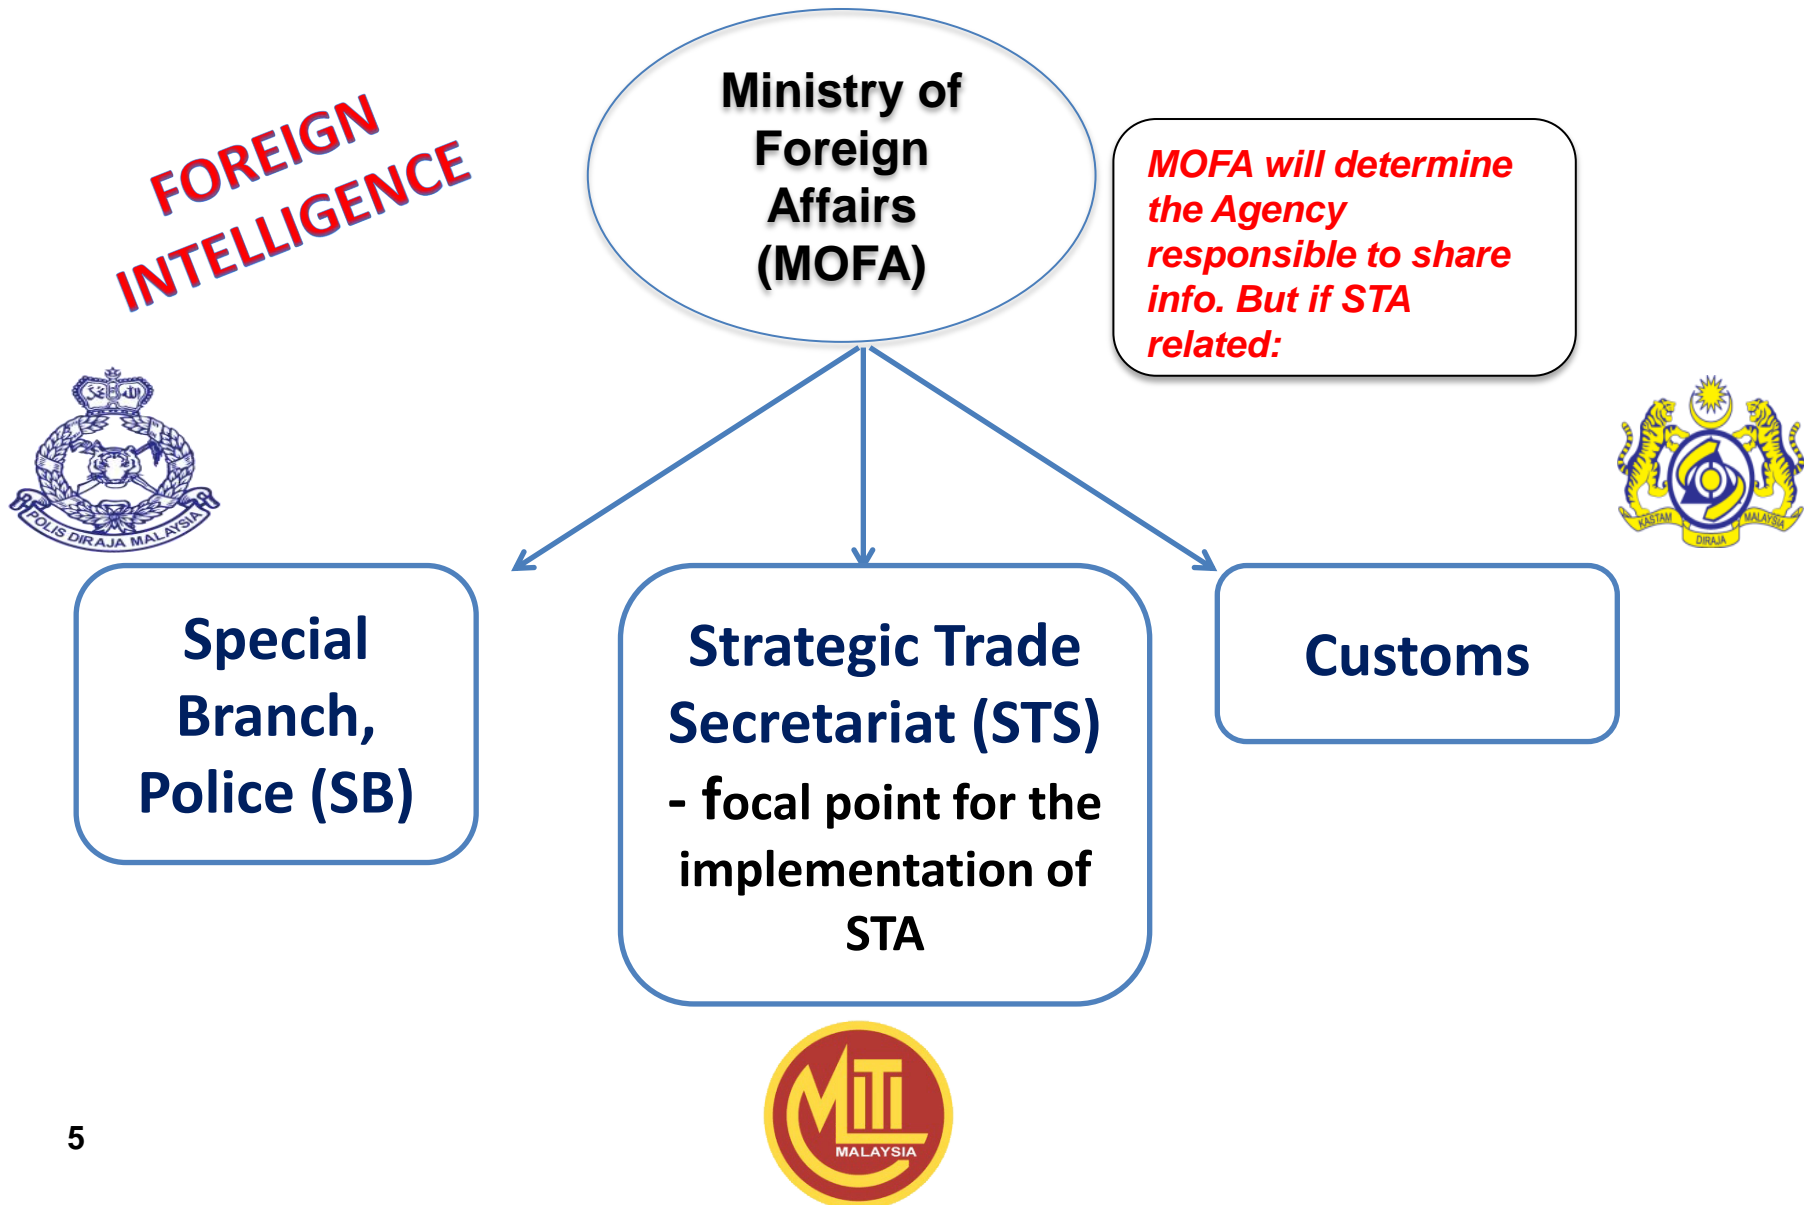 FOREIGN
INTELLIGENCE
Ministry of
Foreign
Affairs
(MOFA)
MOFA will determine
the Agency
responsible to share
info. But if STA
related:
POLIS DIRAJA MALAYSIA
KASTAM
DIRAJA
MALAYSIA
Special
Branch,
Police (SB)
Strategic Trade
Secretariat (STS)
- focal point for the
implementation of
STA
Customs
MITI
MALAYSIA
5